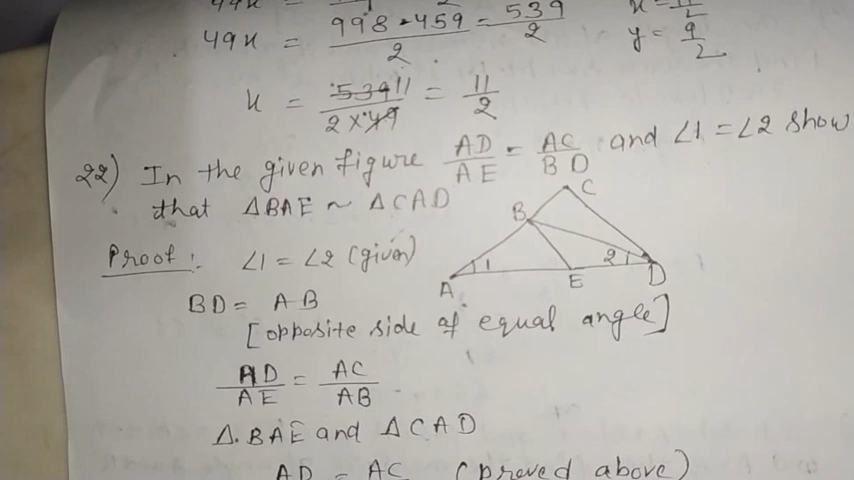 49x = 998 - 459 / 2 = 539 / 2
y = 9/2
x = 539 11 / 2 x 49 = 11/2
22) In the given figure AD/AE = AC/BD and ∠1 = ∠2 show
that ΔBAE ~ ΔCAD
Proof :. ∠1 = ∠2 (given)
BD = AB
[opposite side of equal angle]
AD/AE = AC/AB
Δ.BAE and ΔCAD
AD = AC (proved above)
C
B
1
2
A
E
D